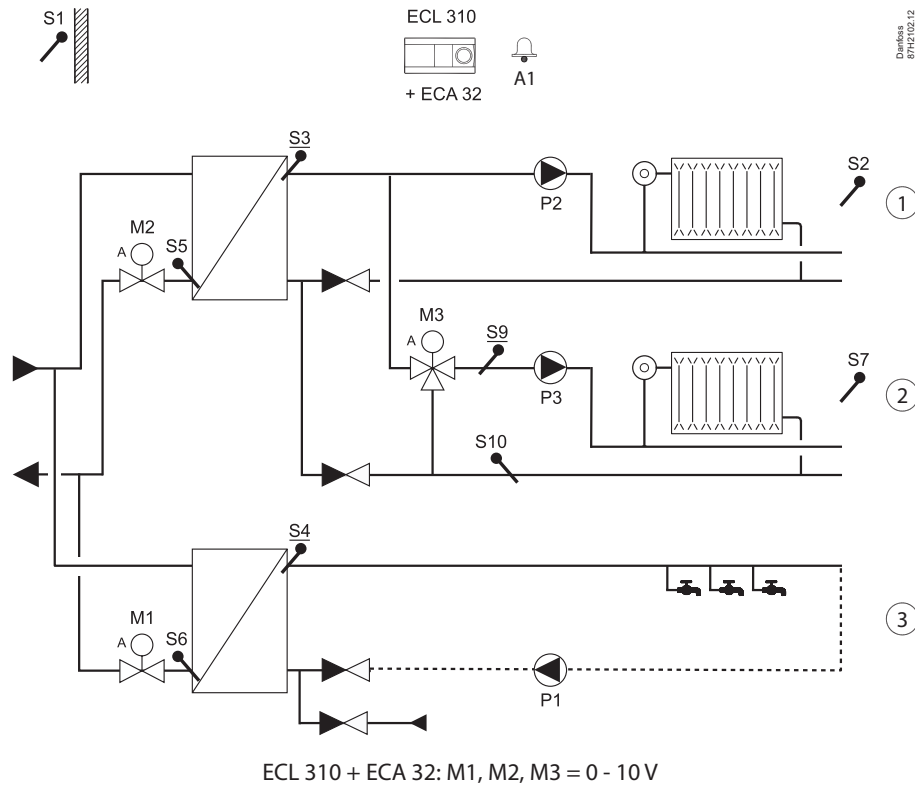 S1
ECL 310
+ ECA 32
A1
Danfoss
87H2102.12
S3
P2
S2
1
M2
A
S5
M3
A
S9
P3
S7
2
S10
S4
M1
A
S6
P1
3
ECL 310 + ECA 32: M1, M2, M3 = 0 - 10 V